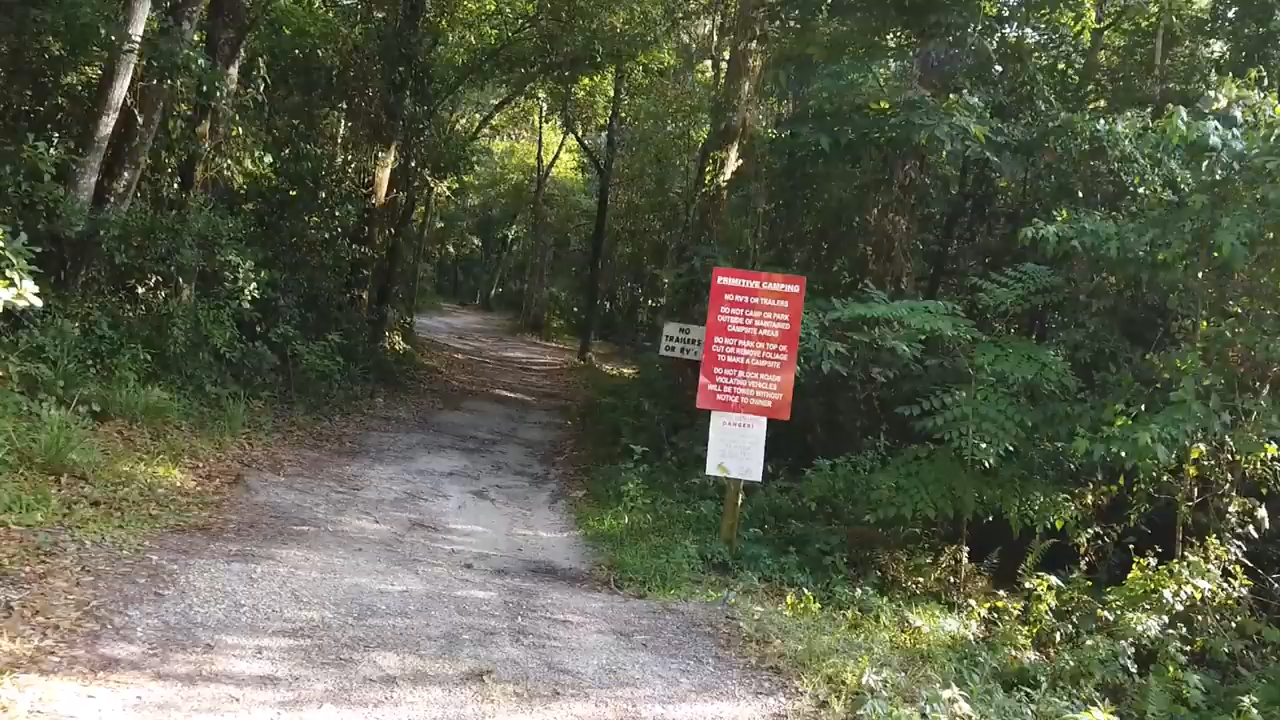 PRIMITIVE CAMPING
NO RV'S OR TRAILERS
DO NOT CAMP OR PARK
OUTSIDE OF MAINTAINED
CAMPSITE AREAS
DO NOT PARK ON TOP OF,
CUT OR REMOVE FOLIAGE
TO MAKE A CAMPSITE
DO NOT BLOCK ROADS
VIOLATING VEHICLES
WILL BE TOWED WITHOUT
NOTICE TO OWNER
NO
TRAILERS
OR RV's
DANGER!